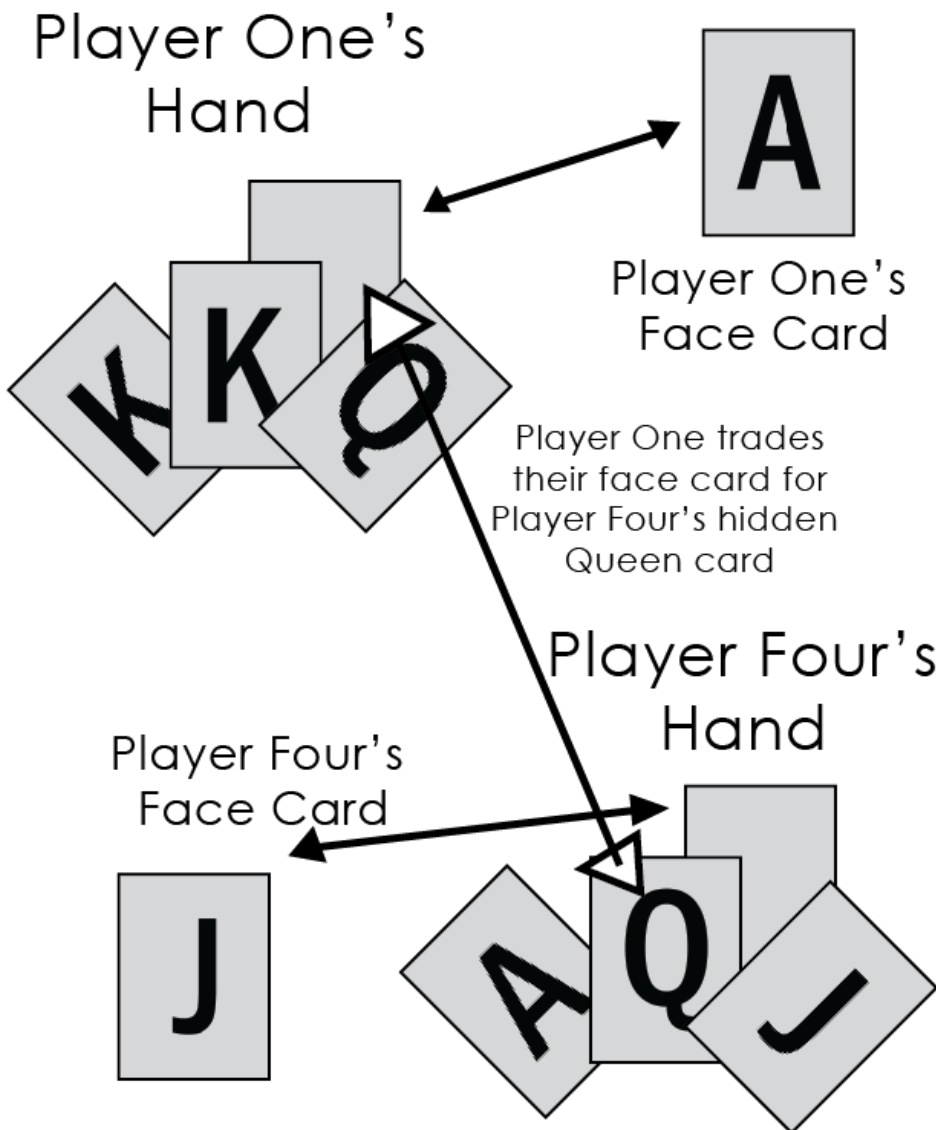 Player One's
Hand
A
Player One's
Face Card
K
K
Q
Player One trades
their face card for
Player Four's hidden
Queen card
Player Four's
Hand
Player Four's
Face Card
J
A
Q
J